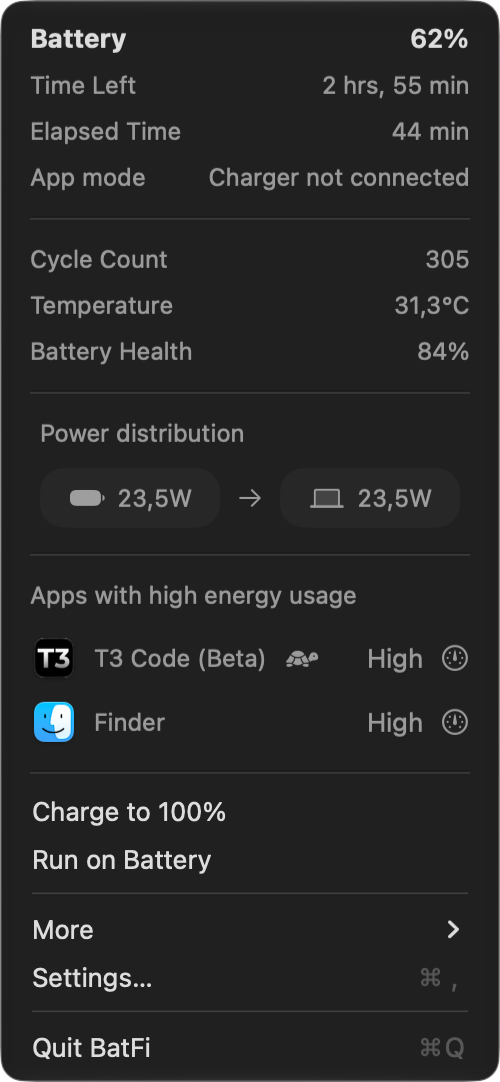 Battery 62%
Time Left 2 hrs, 55 min
Elapsed Time 44 min
App mode Charger not connected
Cycle Count 305
Temperature 31,3°C
Battery Health 84%
Power distribution
23,5W → 23,5W
Apps with high energy usage
T3 T3 Code (Beta) High
Finder High
Charge to 100%
Run on Battery
More
Settings... ⌘ ,
Quit BatFi ⌘Q